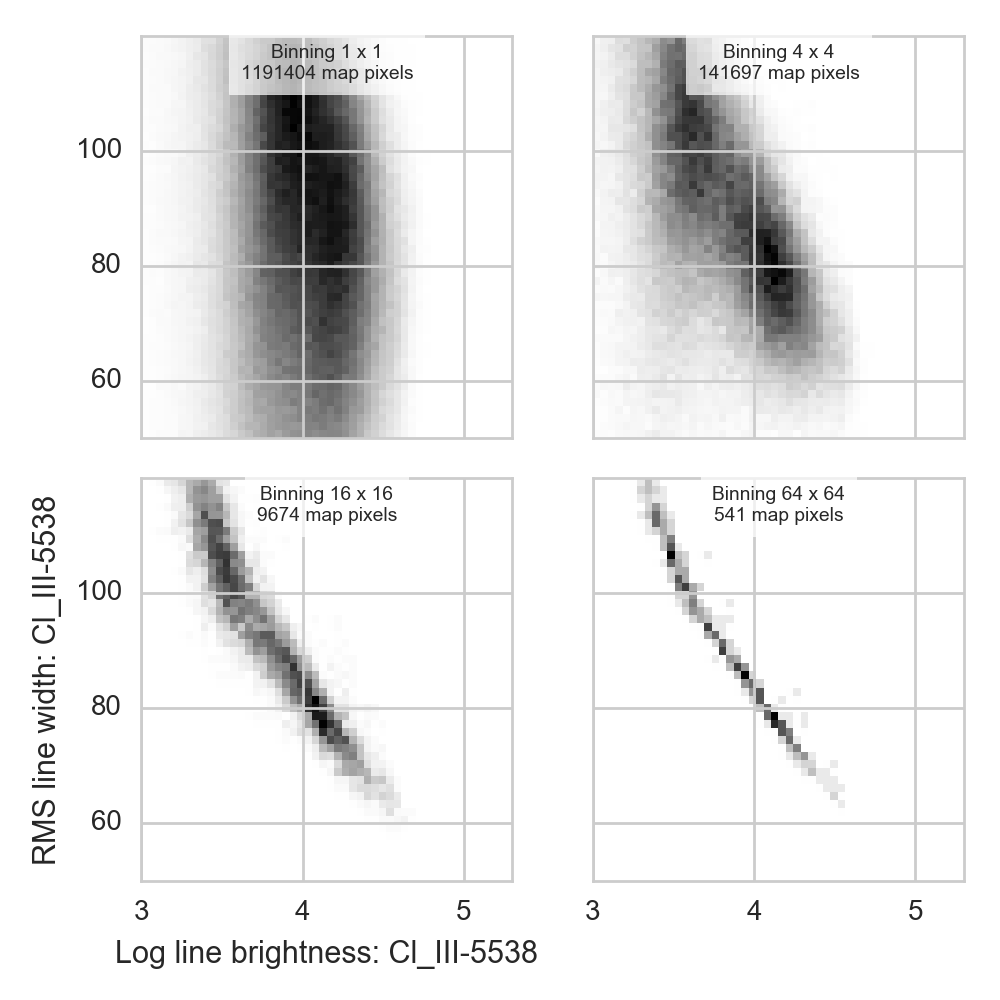 Binning 1 x 1
1191404 map pixels
Binning 4 x 4
141697 map pixels
100
80
60
Binning 16 x 16
9674 map pixels
Binning 64 x 64
541 map pixels
100
80
60
RMS line width: Cl_III-5538
3 4 5
3 4 5
Log line brightness: Cl_III-5538